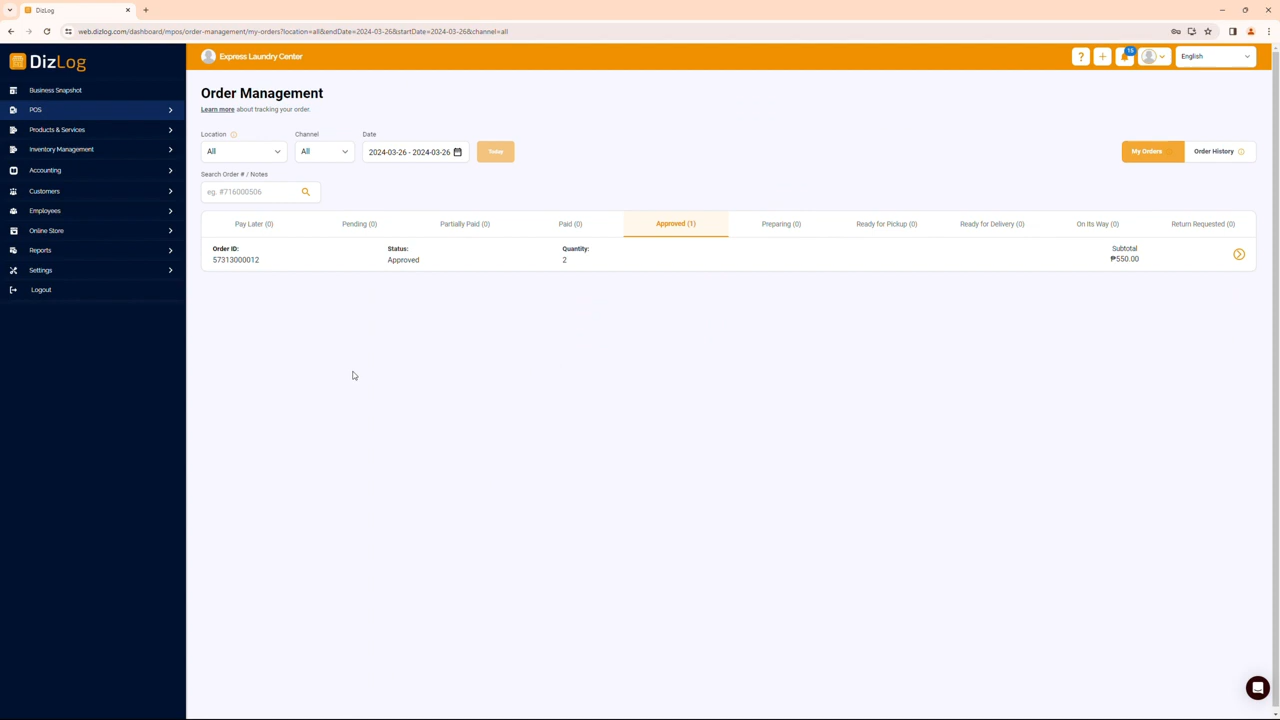 DizLog
web.dizlog.com/dashboard/mpos/order-management/my-orders?location=all&endDate=2024-03-26&startDate=2024-03-26&channel=all
DizLog
Express Laundry Center
? + 15 English
Business Snapshot
POS
Products & Services
Inventory Management
Accounting
Customers
Employees
Online Store
Reports
Settings
Logout
Order Management
Learn more about tracking your order.
Location Channel Date
All All 2024-03-26 - 2024-03-26 Today My Orders Order History
Search Order # / Notes
eg. #716000506
Pay Later (0) Pending (0) Partially Paid (0) Paid (0) Approved (1) Preparing (0) Ready for Pickup (0) Ready for Delivery (0) On Its Way (0) Return Requested (0)
Order ID: Status: Quantity: Subtotal
57313000012 Approved 2 ₱550.00